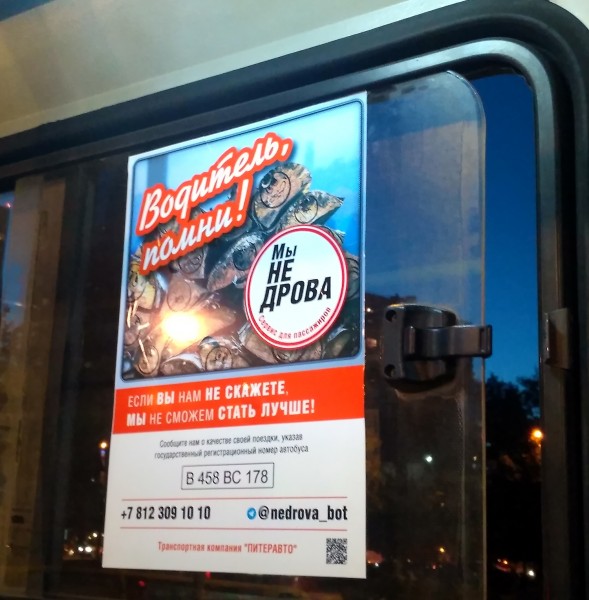 Водитель,
помни!
Мы
НЕ
ДРОВА
Сервис для пассажиров
ЕСЛИ ВЫ НАМ НЕ СКАЖЕТЕ,
МЫ НЕ СМОЖЕМ СТАТЬ ЛУЧШЕ!
Сообщите нам о качестве своей поездки, указав
государственный регистрационный номер автобуса
В 458 ВС 178
+7 812 309 10 10
@nedrova_bot
Транспортная компания "ПИТЕРАВТО"